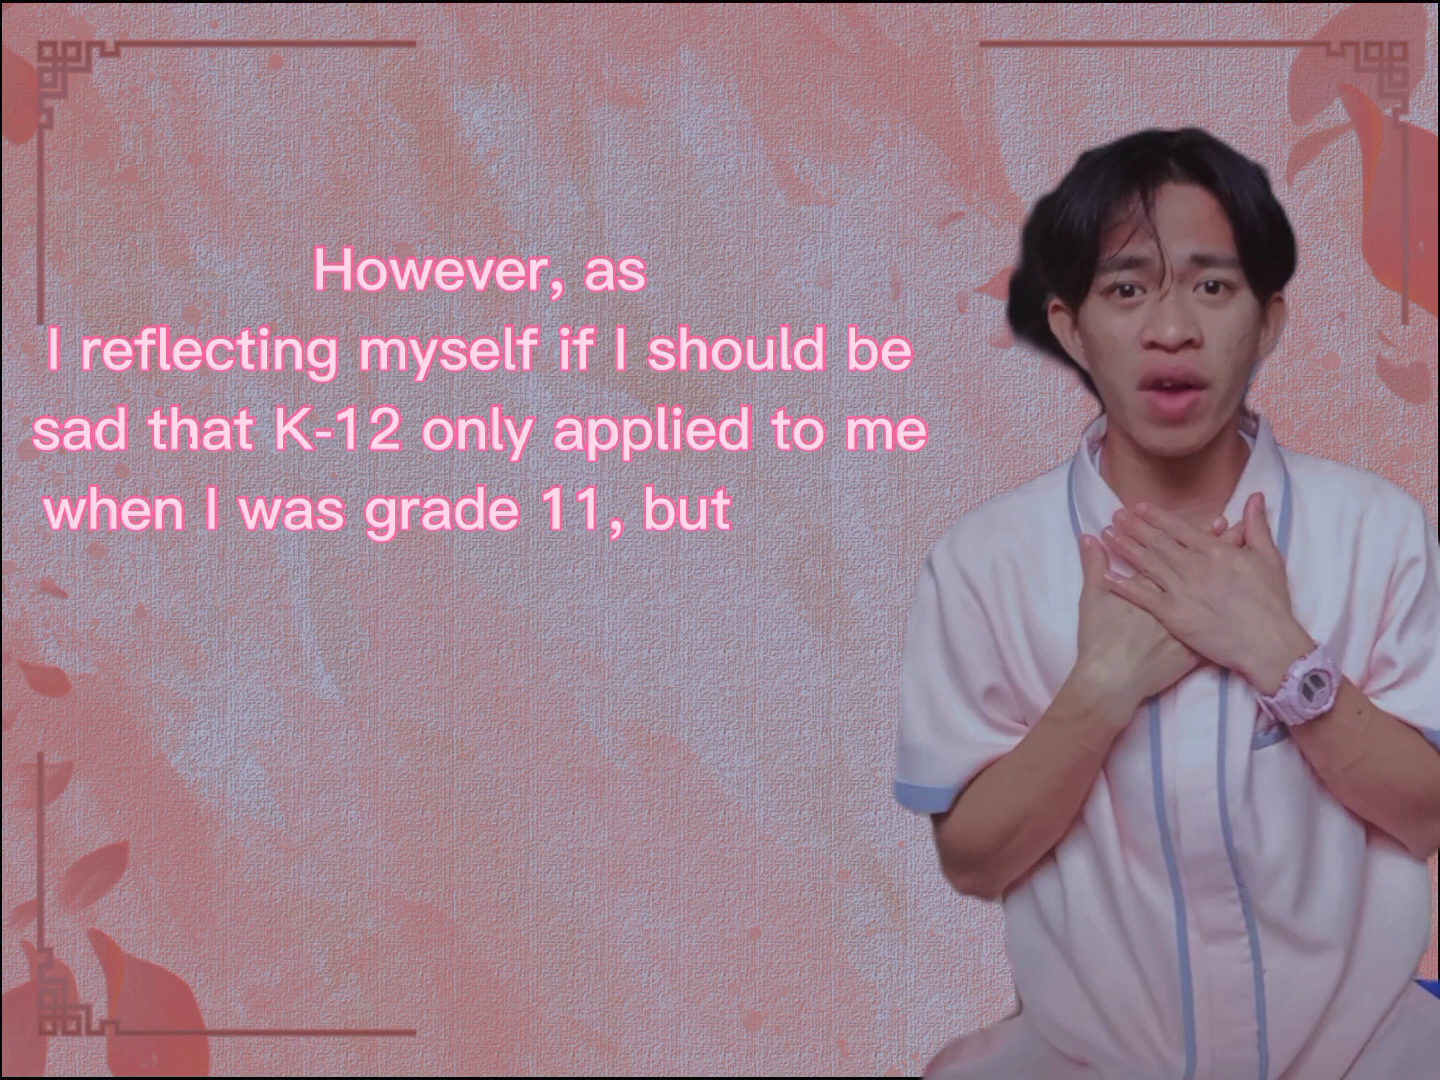 However, as
I reflecting myself if I should be
sad that K-12 only applied to me
when I was grade 11, but